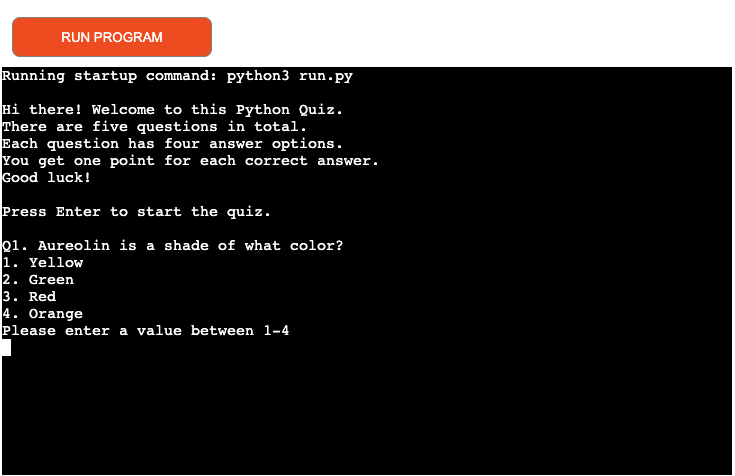 RUN PROGRAM
Running startup command: python3 run.py
Hi there! Welcome to this Python Quiz.
There are five questions in total.
Each question has four answer options.
You get one point for each correct answer.
Good luck!
Press Enter to start the quiz.
Q1. Aureolin is a shade of what color?
1. Yellow
2. Green
3. Red
4. Orange
Please enter a value between 1-4